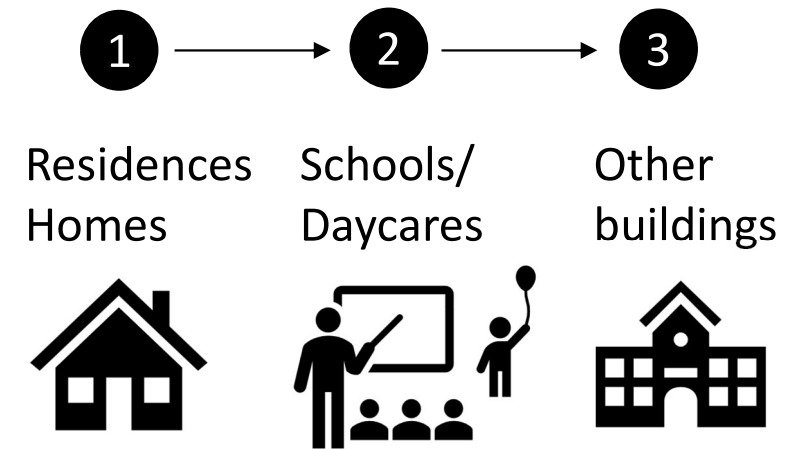 1
2
3
Residences
Homes
Schools/
Daycares
Other
buildings